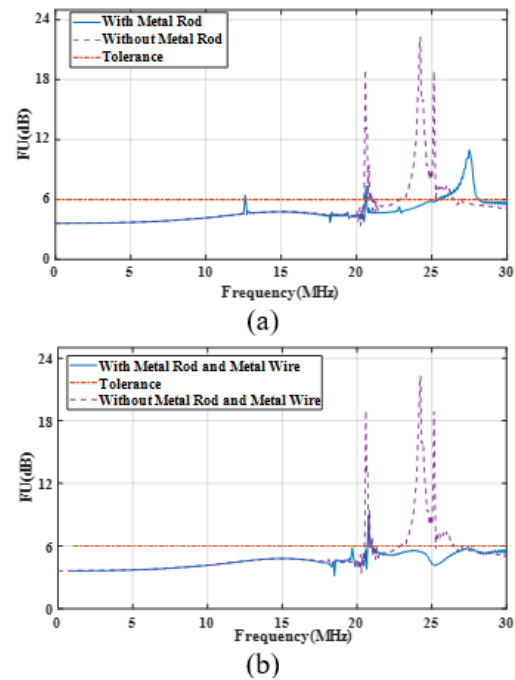 24
18
12
6
0
FU(dB)
With Metal Rod
Without Metal Rod
Tolerance
0 5 10 15 20 25 30
Frequency(MHz)
(a)
24
18
12
6
0
FU(dB)
With Metal Rod and Metal Wire
Tolerance
Without Metal Rod and Metal Wire
0 5 10 15 20 25 30
Frequency(MHz)
(b)